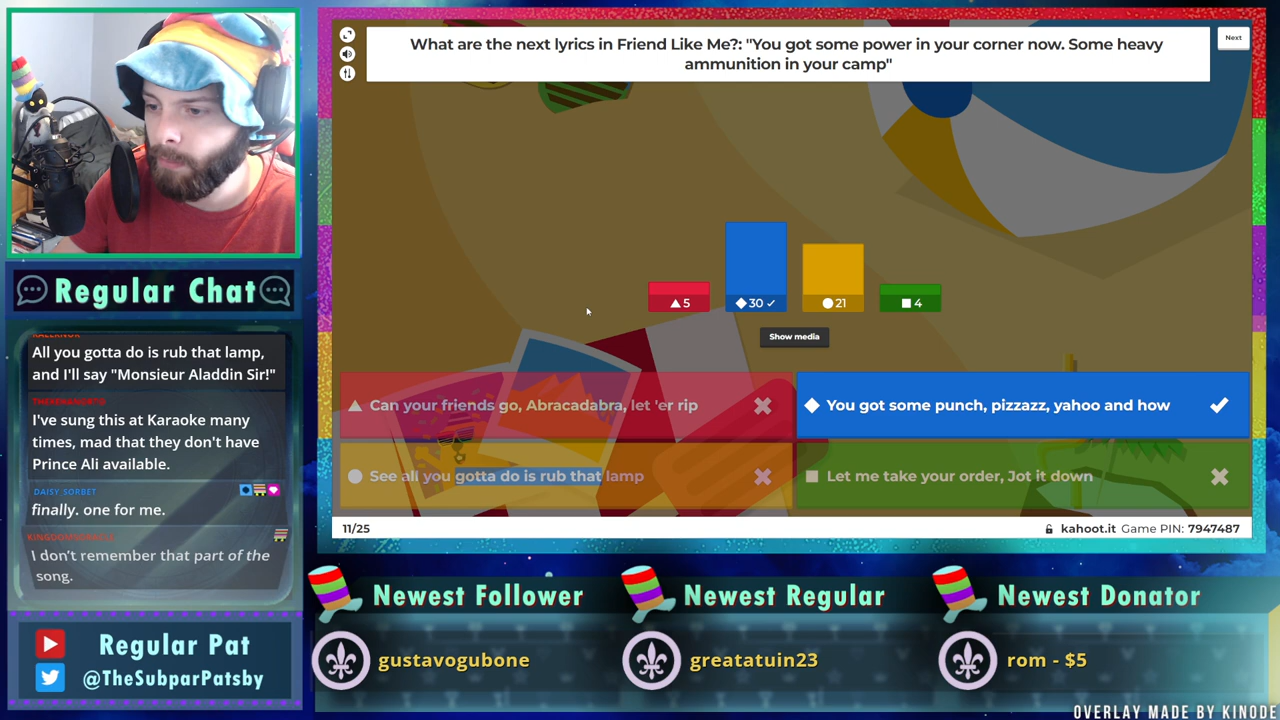 What are the next lyrics in Friend Like Me?: "You got some power in your corner now. Some heavy
ammunition in your camp"
Next
5
30
21
4
Show media
Can your friends go, Abracadabra, let 'er rip
You got some punch, pizzazz, yahoo and how
See all you gotta do is rub that lamp
Let me take your order, Jot it down
11/25
kahoot.it Game PIN: 7947487
Regular Chat
All you gotta do is rub that lamp,
and I'll say "Monsieur Aladdin Sir!"
I've sung this at Karaoke many
times, mad that they don't have
Prince Ali available.
DAISY SORBET
finally. one for me.
I don't remember that part of the
song.
Regular Pat
@TheSubparPatsby
Newest Follower
gustavogubone
Newest Regular
greatatuin23
Newest Donator
rom - $5
OVERLAY MADE BY KINODE